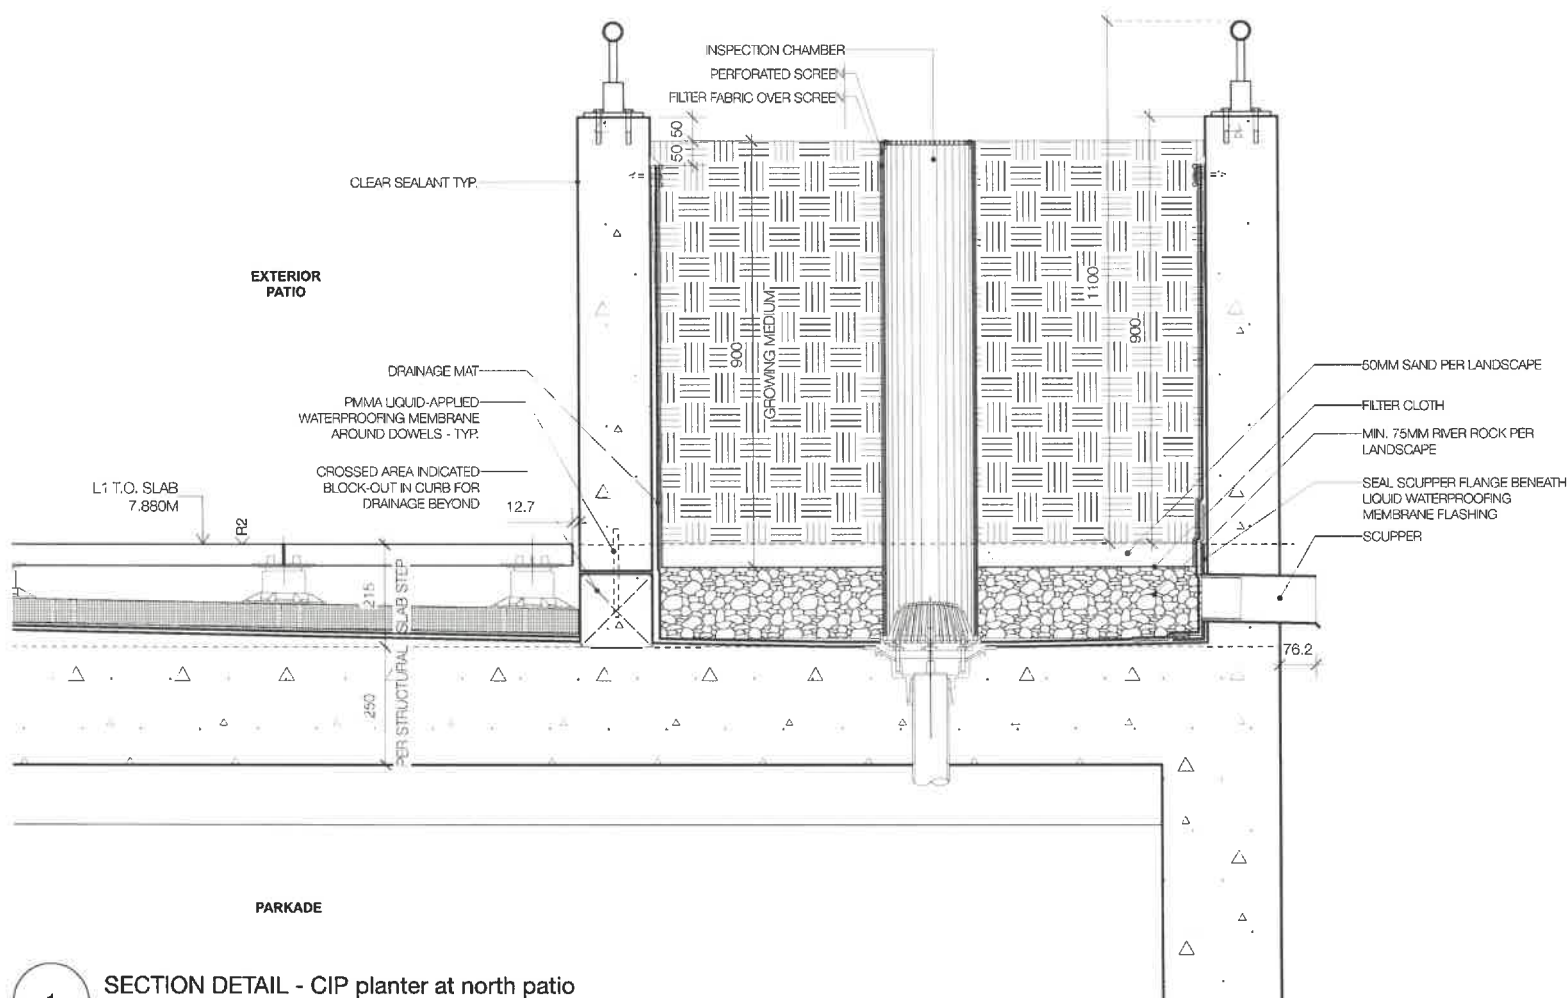 INSPECTION CHAMBER
PERFORATED SCREEN
FILTER FABRIC OVER SCREEN
50
50
CLEAR SEALANT TYP.
EXTERIOR
PATIO
DRAINAGE MAT
PMMA LIQUID-APPLIED
WATERPROOFING MEMBRANE
AROUND DOWELS - TYP.
CROSSED AREA INDICATED
BLOCK-OUT IN CURB FOR
DRAINAGE BEYOND
12.7
L1 T.O. SLAB
7.880M
R2
900
GROWING MEDIUM
1100
900
50MM SAND PER LANDSCAPE
FILTER CLOTH
MIN. 75MM RIVER ROCK PER
LANDSCAPE
SEAL SCUPPER FLANGE BENEATH
LIQUID WATERPROOFING
MEMBRANE FLASHING
SCUPPER
76.2
215
SLAB STEP
250
PER STRUCTURAL
PARKADE
1
SECTION DETAIL - CIP planter at north patio